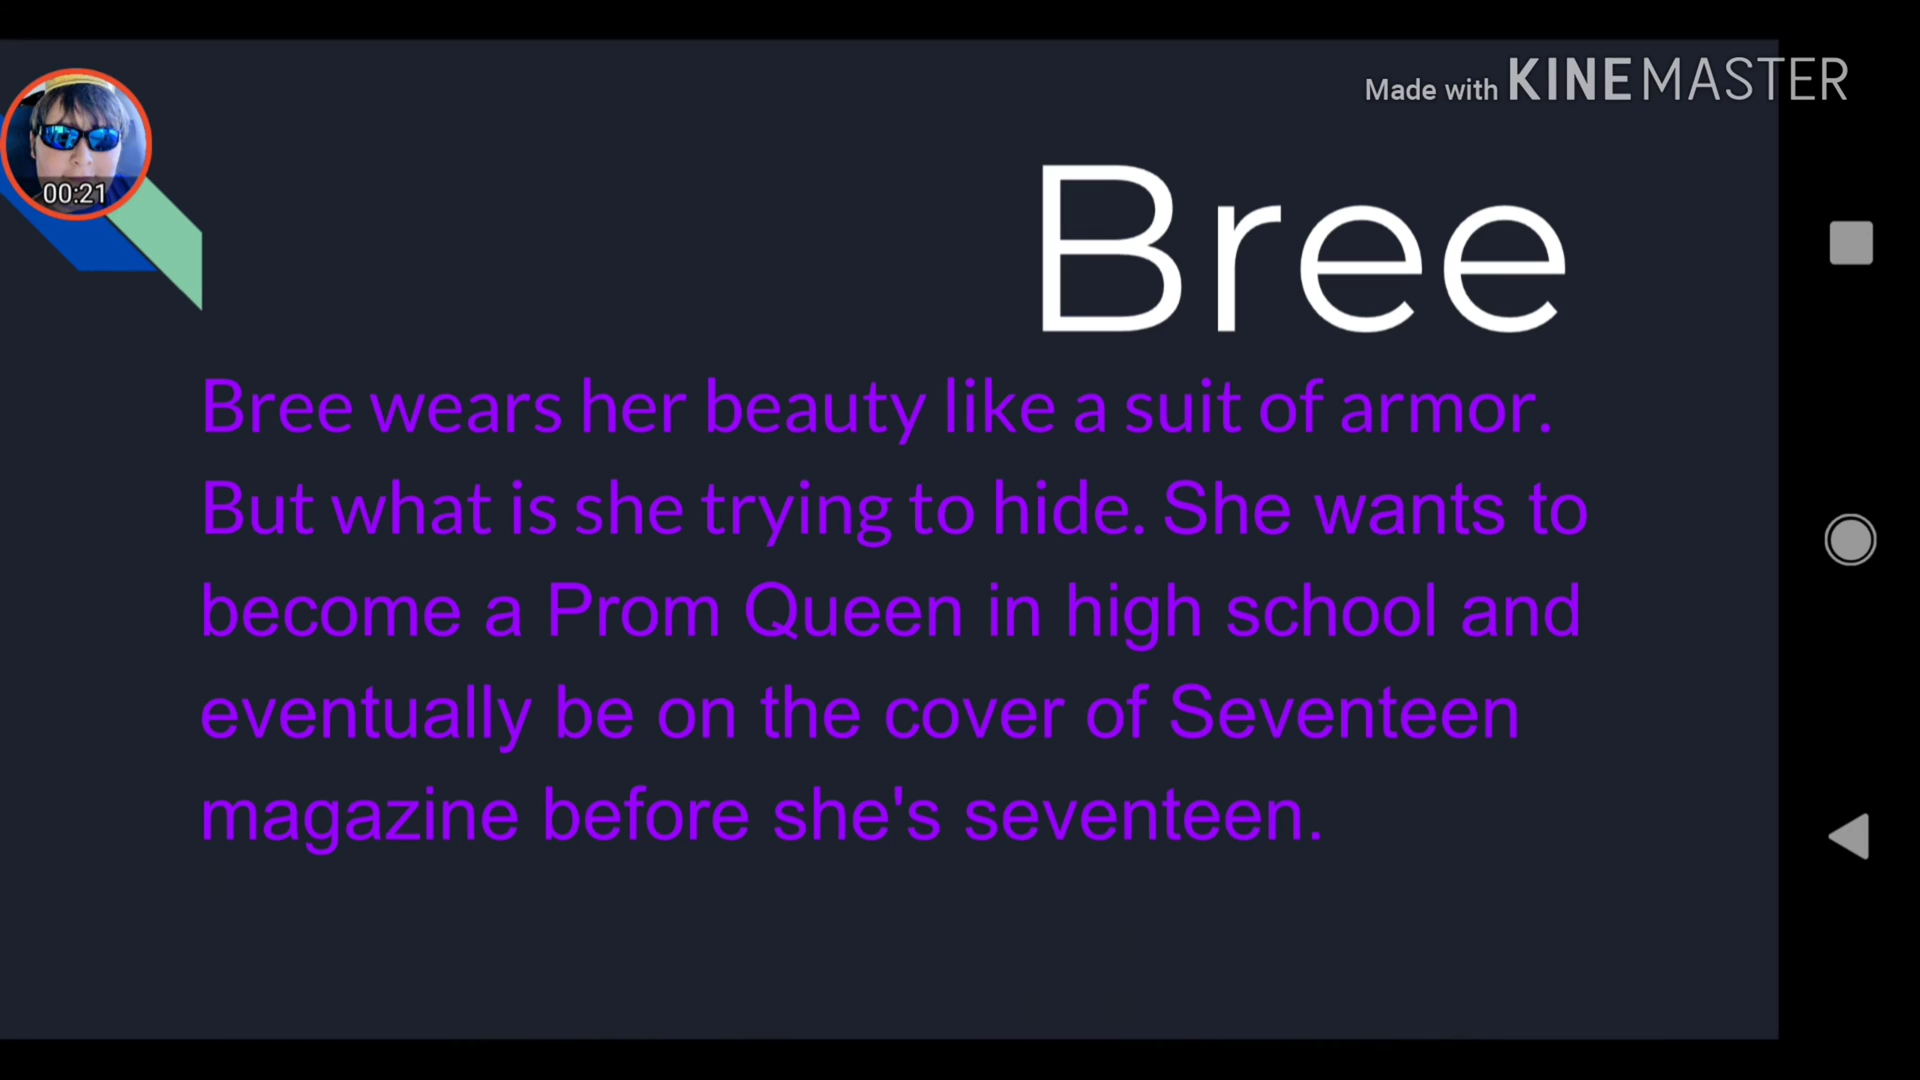 Made with KINEMASTER
00:21
Bree
Bree wears her beauty like a suit of armor.
But what is she trying to hide. She wants to
become a Prom Queen in high school and
eventually be on the cover of Seventeen
magazine before she's seventeen.